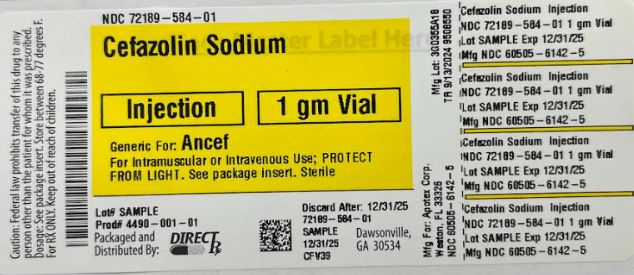 NDC 72189-584-01
Cefazolin Sodium
Injection
1 gm Vial
Generic For: Ancef
For Intramuscular or Intravenous Use; PROTECT
FROM LIGHT. See package insert. Sterile
Lot# SAMPLE
Prod# 4490-001-01
Packaged and
Distributed By:
DIRECT Rx
Discard After: 12/31/25
72189-584-01
SAMPLE
12/31/25
CFV39
Dawsonville,
GA 30534
Caution: Federal law prohibits transfer of this drug to any
person other than the patient for whom it was prescribed.
Dosage: See package insert. Store between 68-77 degrees F.
For RX ONLY. Keep out of reach of children.
Mfg Lot: 300355A18
TR 9/13/2024 9506550
Mfg For: Apotex Corp.
Weston, FL 33326
NDC 60505-6142-5
Cefazolin Sodium Injection
NDC 72189-584-01 1 gm Vial
Lot SAMPLE Exp 12/31/25
Mfg NDC 60505-6142-5
Cefazolin Sodium Injection
NDC 72189-584-01 1 gm Vial
Lot SAMPLE Exp 12/31/25
Mfg NDC 60505-6142-5
Cefazolin Sodium Injection
NDC 72189-584-01 1 gm Vial
Lot SAMPLE Exp 12/31/25
Mfg NDC 60505-6142-5
Cefazolin Sodium Injection
NDC 72189-584-01 1 gm Vial
Lot SAMPLE Exp 12/31/25
Mfg NDC 60505-6142-5